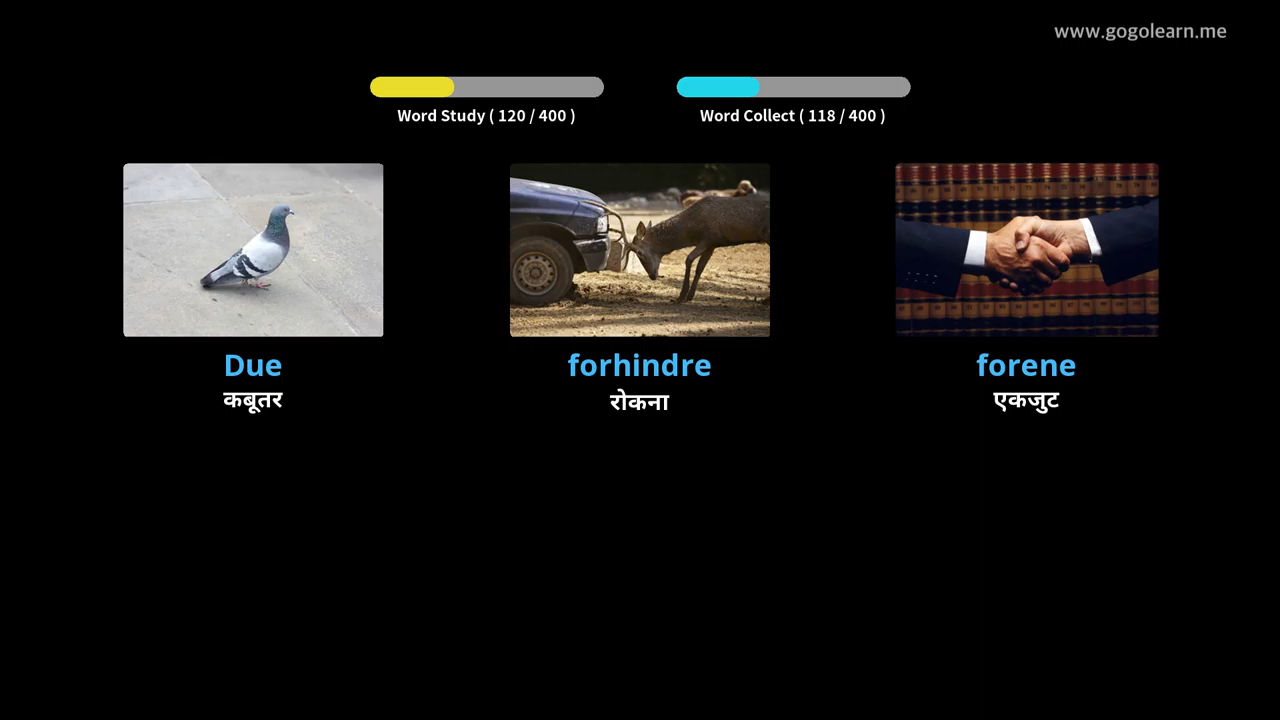 www.gogolearn.me
Word Study ( 120 / 400 )
Word Collect ( 118 / 400 )
Due
कबूतर
forhindre
रोकना
forene
एकजुट